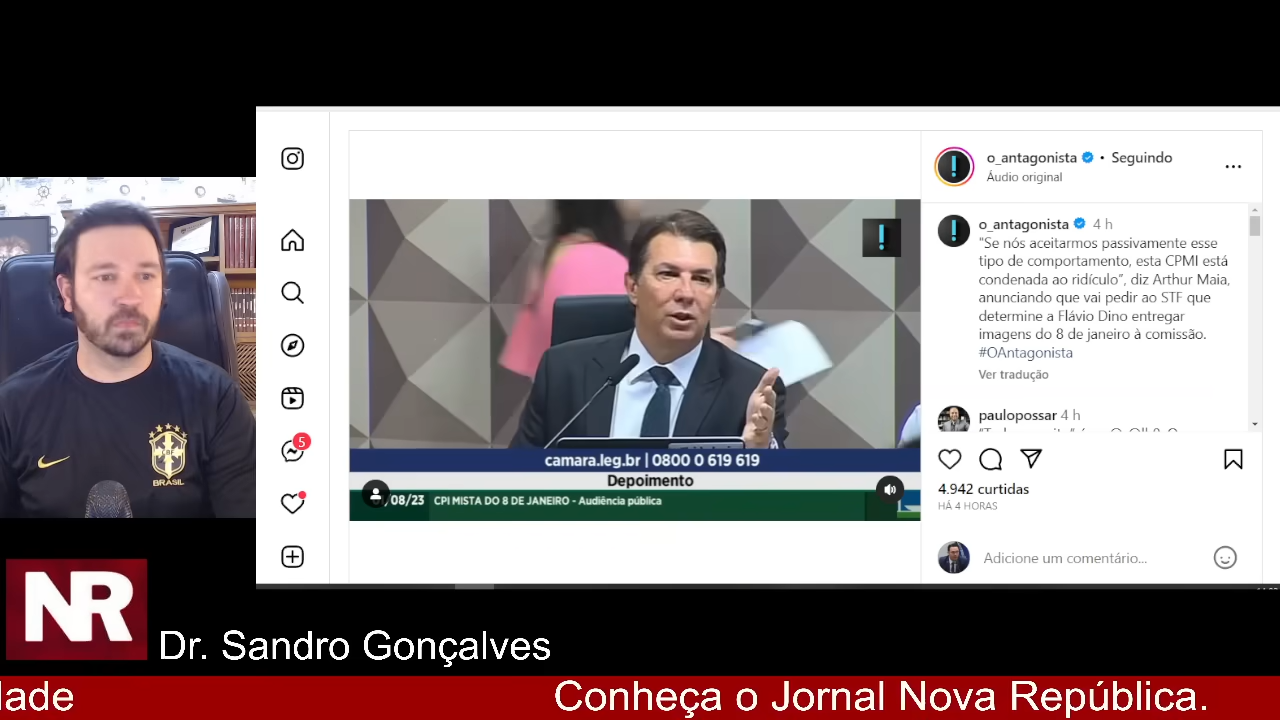 o_antagonista • Seguindo
Áudio original
o_antagonista 4 h
"Se nós aceitarmos passivamente esse
tipo de comportamento, esta CPMI está
condenada ao ridículo", diz Arthur Maia,
anunciando que vai pedir ao STF que
determine a Flávio Dino entregar
imagens do 8 de janeiro à comissão.
#OAntagonista
Ver tradução
paulopossar 4 h
5
4.942 curtidas
HÁ 4 HORAS
Adicione um comentário...
camara.leg.br | 0800 0 619 619
Depoimento
/08/23 CPI MISTA DO 8 DE JANEIRO - Audiência pública
CBF
BRASIL
NR
Dr. Sandro Gonçalves
dade
Conheça o Jornal Nova República.